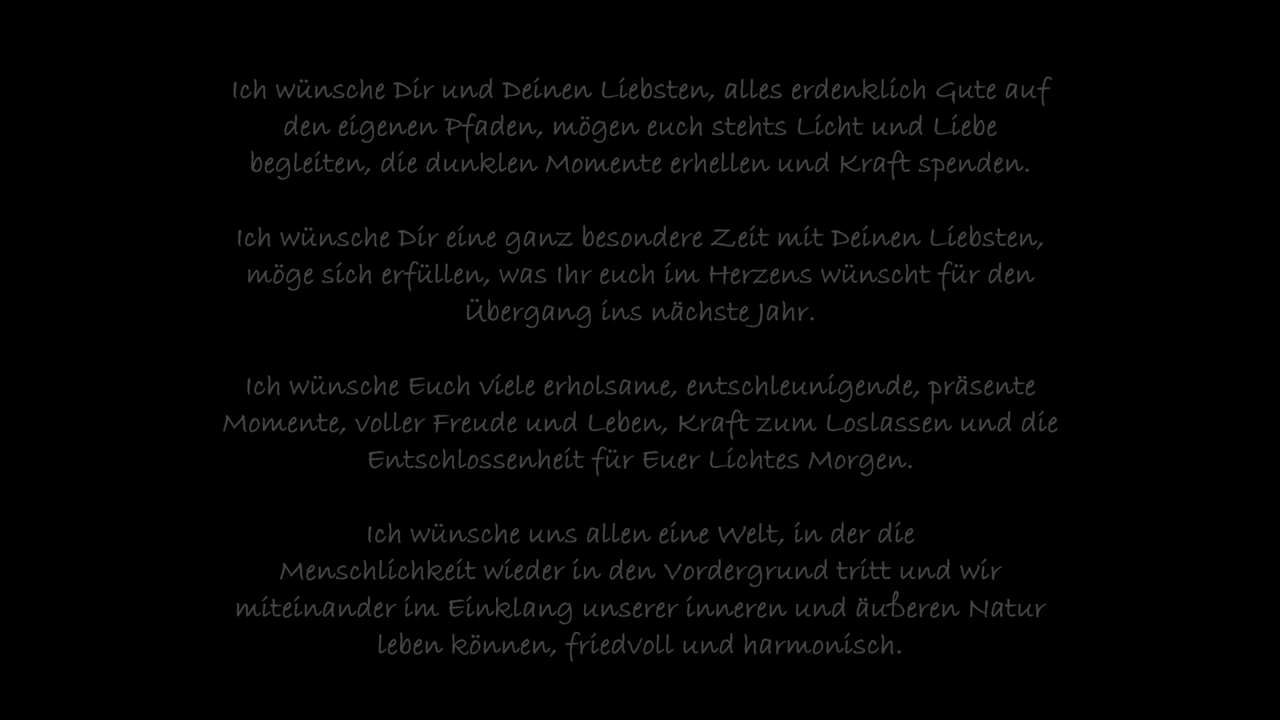 Ich wünsche Dir und Deinen Liebsten, alles erdenklich Gute auf
den eigenen Pfaden, mögen euch stehts Licht und Liebe
begleiten, die dunklen Momente erhellen und Kraft spenden.
Ich wünsche Dir eine ganz besondere Zeit mit Deinen Liebsten,
möge sich erfüllen, was Ihr euch im Herzens wünscht für den
Übergang ins nächste Jahr.
Ich wünsche Euch viele erholsame, entschleunigende, präsente
Momente, voller Freude und Leben, Kraft zum Loslassen und die
Entschlossenheit für Euer Lichtes Morgen.
Ich wünsche uns allen eine Welt, in der die
Menschlichkeit wieder in den Vordergrund tritt und wir
miteinander im Einklang unserer inneren und äußeren Natur
leben können, friedvoll und harmonisch.